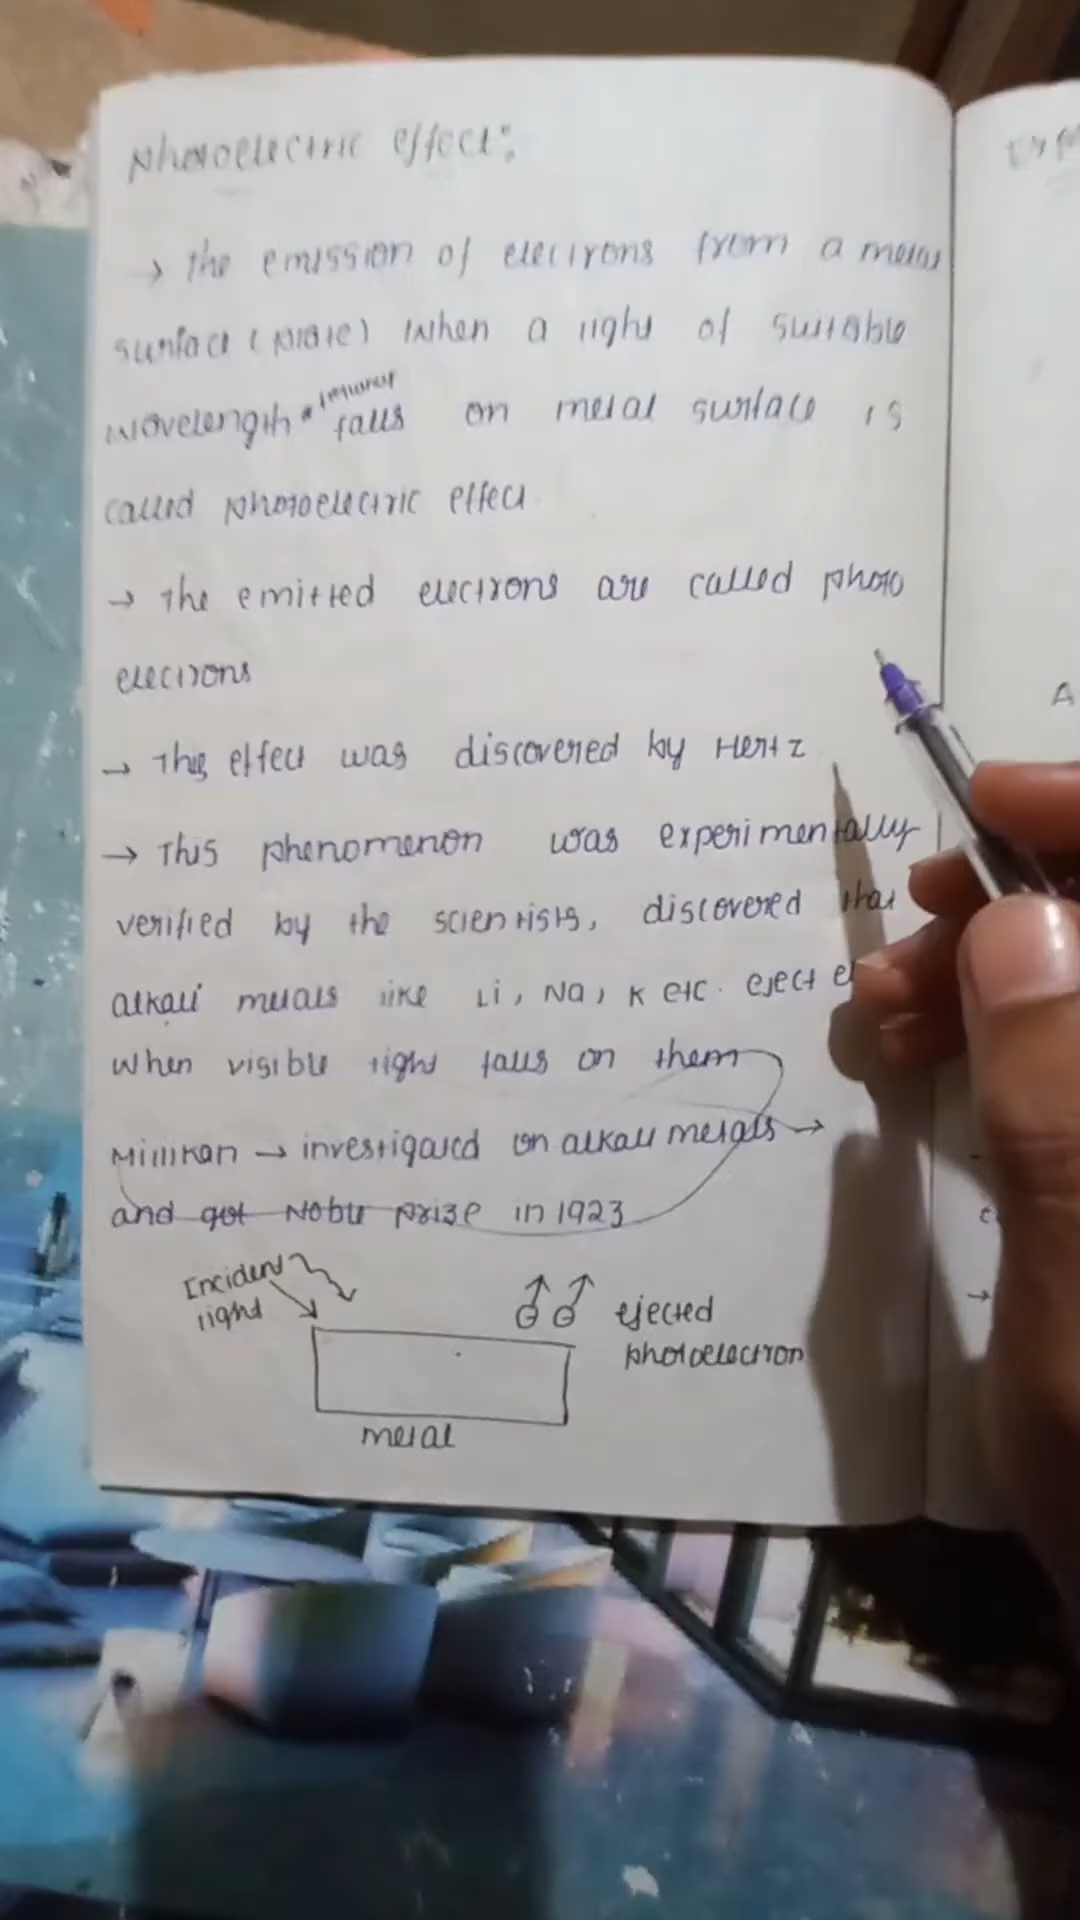 photoelectric effect:
→ The emission of electrons from a metal
surface (plate) when a light of suitable
wavelength falls on metal surface is
called photoelectric effect
→ The emitted electrons are called photo
electrons
→ This effect was discovered by Hertz
→ This phenomenon was experimentally
verified by the scientists, discovered that
alkali metals like Li, Na, K etc. eject el
when visible light falls on them
Millikan → investigated on alkali metals →
and got Noble prize in 1923
Incident
light
ejected
photoelectron
metal
A